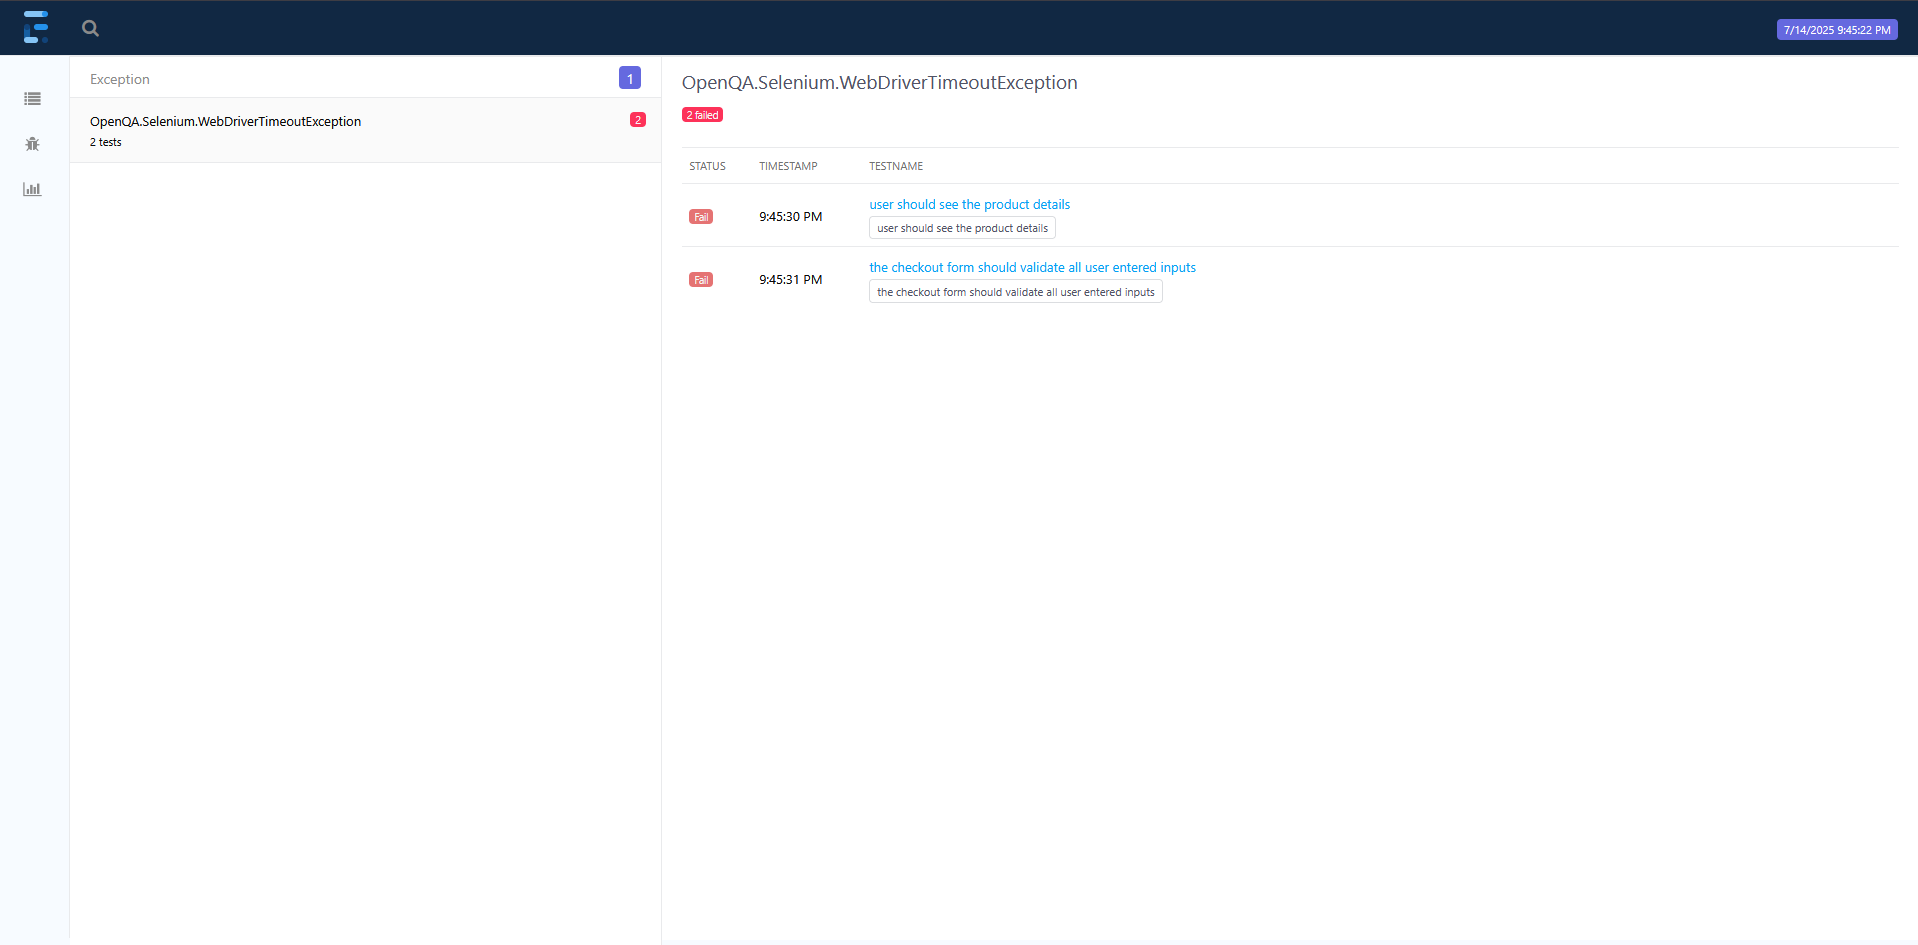 7/14/2025 9:45:22 PM
Exception
1
OpenQA.Selenium.WebDriverTimeoutException
2
2 tests
OpenQA.Selenium.WebDriverTimeoutException
2 failed
STATUS TIMESTAMP TESTNAME
Fail 9:45:30 PM user should see the product details
user should see the product details
Fail 9:45:31 PM the checkout form should validate all user entered inputs
the checkout form should validate all user entered inputs